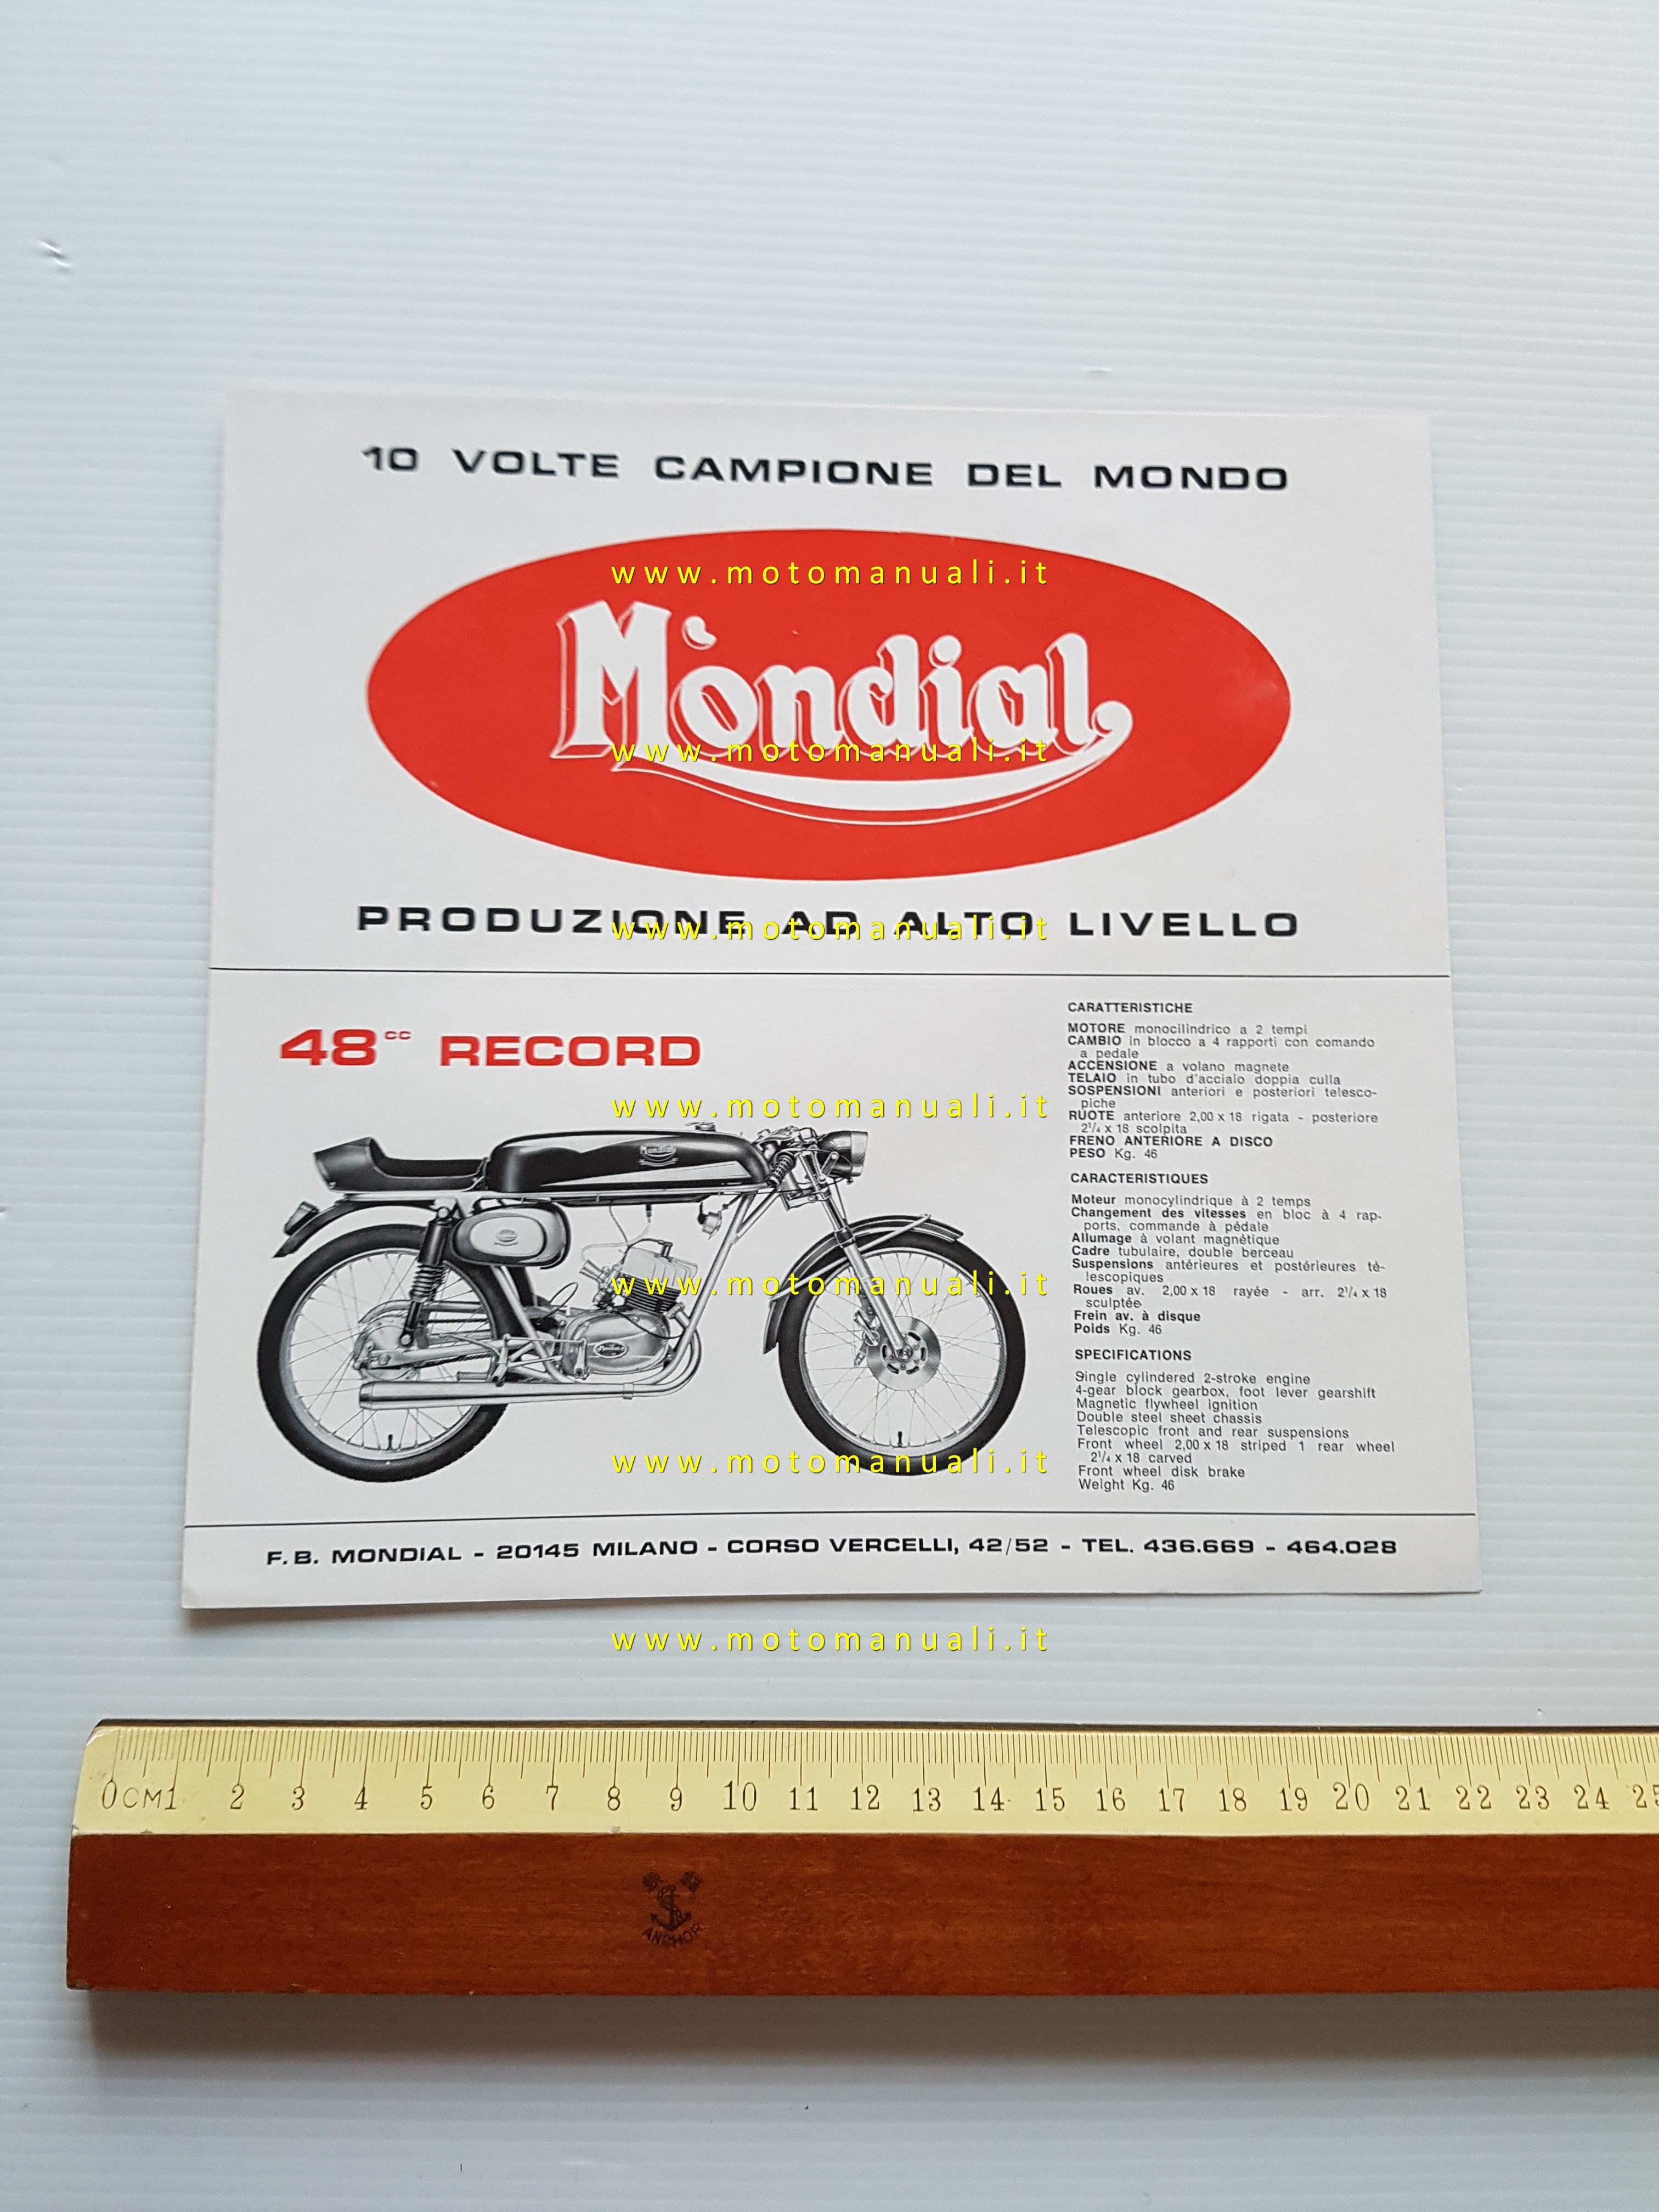 10 VOLTE CAMPIONE DEL MONDO
www.motomanuali.it
Mòndial
www.motomanuali.it
PRODUZIONE AD ALTO LIVELLO
www.motomanuali.it
48cc RECORD
www.motomanuali.it
Mondial
www.motomanuali.it
Mondial
www.motomanuali.it
CARATTERISTICHE
MOTORE monocilindrico a 2 tempi
CAMBIO in blocco a 4 rapporti con comando
a pedale
ACCENSIONE a volano magnete
TELAIO in tubo d'acciaio doppia culla
SOSPENSIONI anteriori e posteriori telesco-
piche
RUOTE anteriore 2,00 x 18 rigata - posteriore
2¼ x 18 scolpita
FRENO ANTERIORE A DISCO
PESO Kg. 46
CARACTERISTIQUES
Moteur monocylindrique à 2 temps
Changement des vitesses en bloc à 4 rap-
ports, commande à pédale
Allumage à volant magnétique
Cadre tubulaire, double berceau
Suspensions antérieures et postérieures té-
lescopiques
Roues av. 2,00 x 18 rayée - arr. 2¼ x 18
sculptée
Frein av. à disque
Poids Kg. 46
SPECIFICATIONS
Single cylindered 2-stroke engine
4-gear block gearbox, foot lever gearshift
Magnetic flywheel ignition
Double steel sheet chassis
Telescopic front and rear suspensions
Front wheel 2,00 x 18 striped 1 rear wheel
2¼ x 18 carved
Front wheel disk brake
Weight Kg. 46
F.B. MONDIAL - 20145 MILANO - CORSO VERCELLI, 42/52 - TEL. 436.669 - 464.028
www.motomanuali.it
0 CM 1 2 3 4 5 6 7 8 9 10 11 12 13 14 15 16 17 18 19 20 21 22 23 24 25
ANCHOR